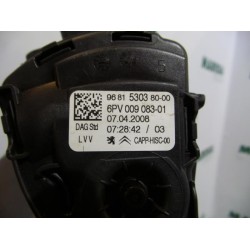 96 81 5303 80-00
6PV 009 083-01
DAG Std 07.04.2008
07:28:42 / 03
LVV CAPP-HISC-00